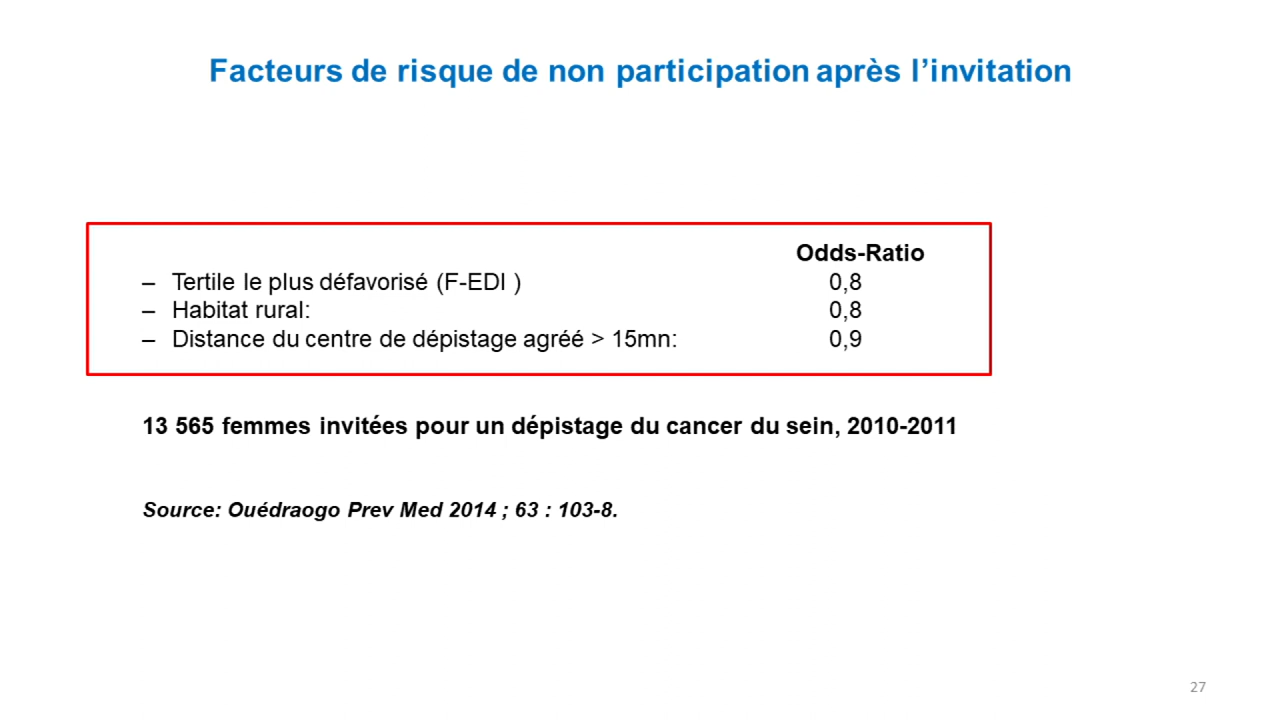 Facteurs de risque de non participation après l’invitation
Odds-Ratio
– Tertile le plus défavorisé (F-EDI ) 0,8
– Habitat rural: 0,8
– Distance du centre de dépistage agréé > 15mn: 0,9
13 565 femmes invitées pour un dépistage du cancer du sein, 2010-2011
Source: Ouédraogo Prev Med 2014 ; 63 : 103-8.
27